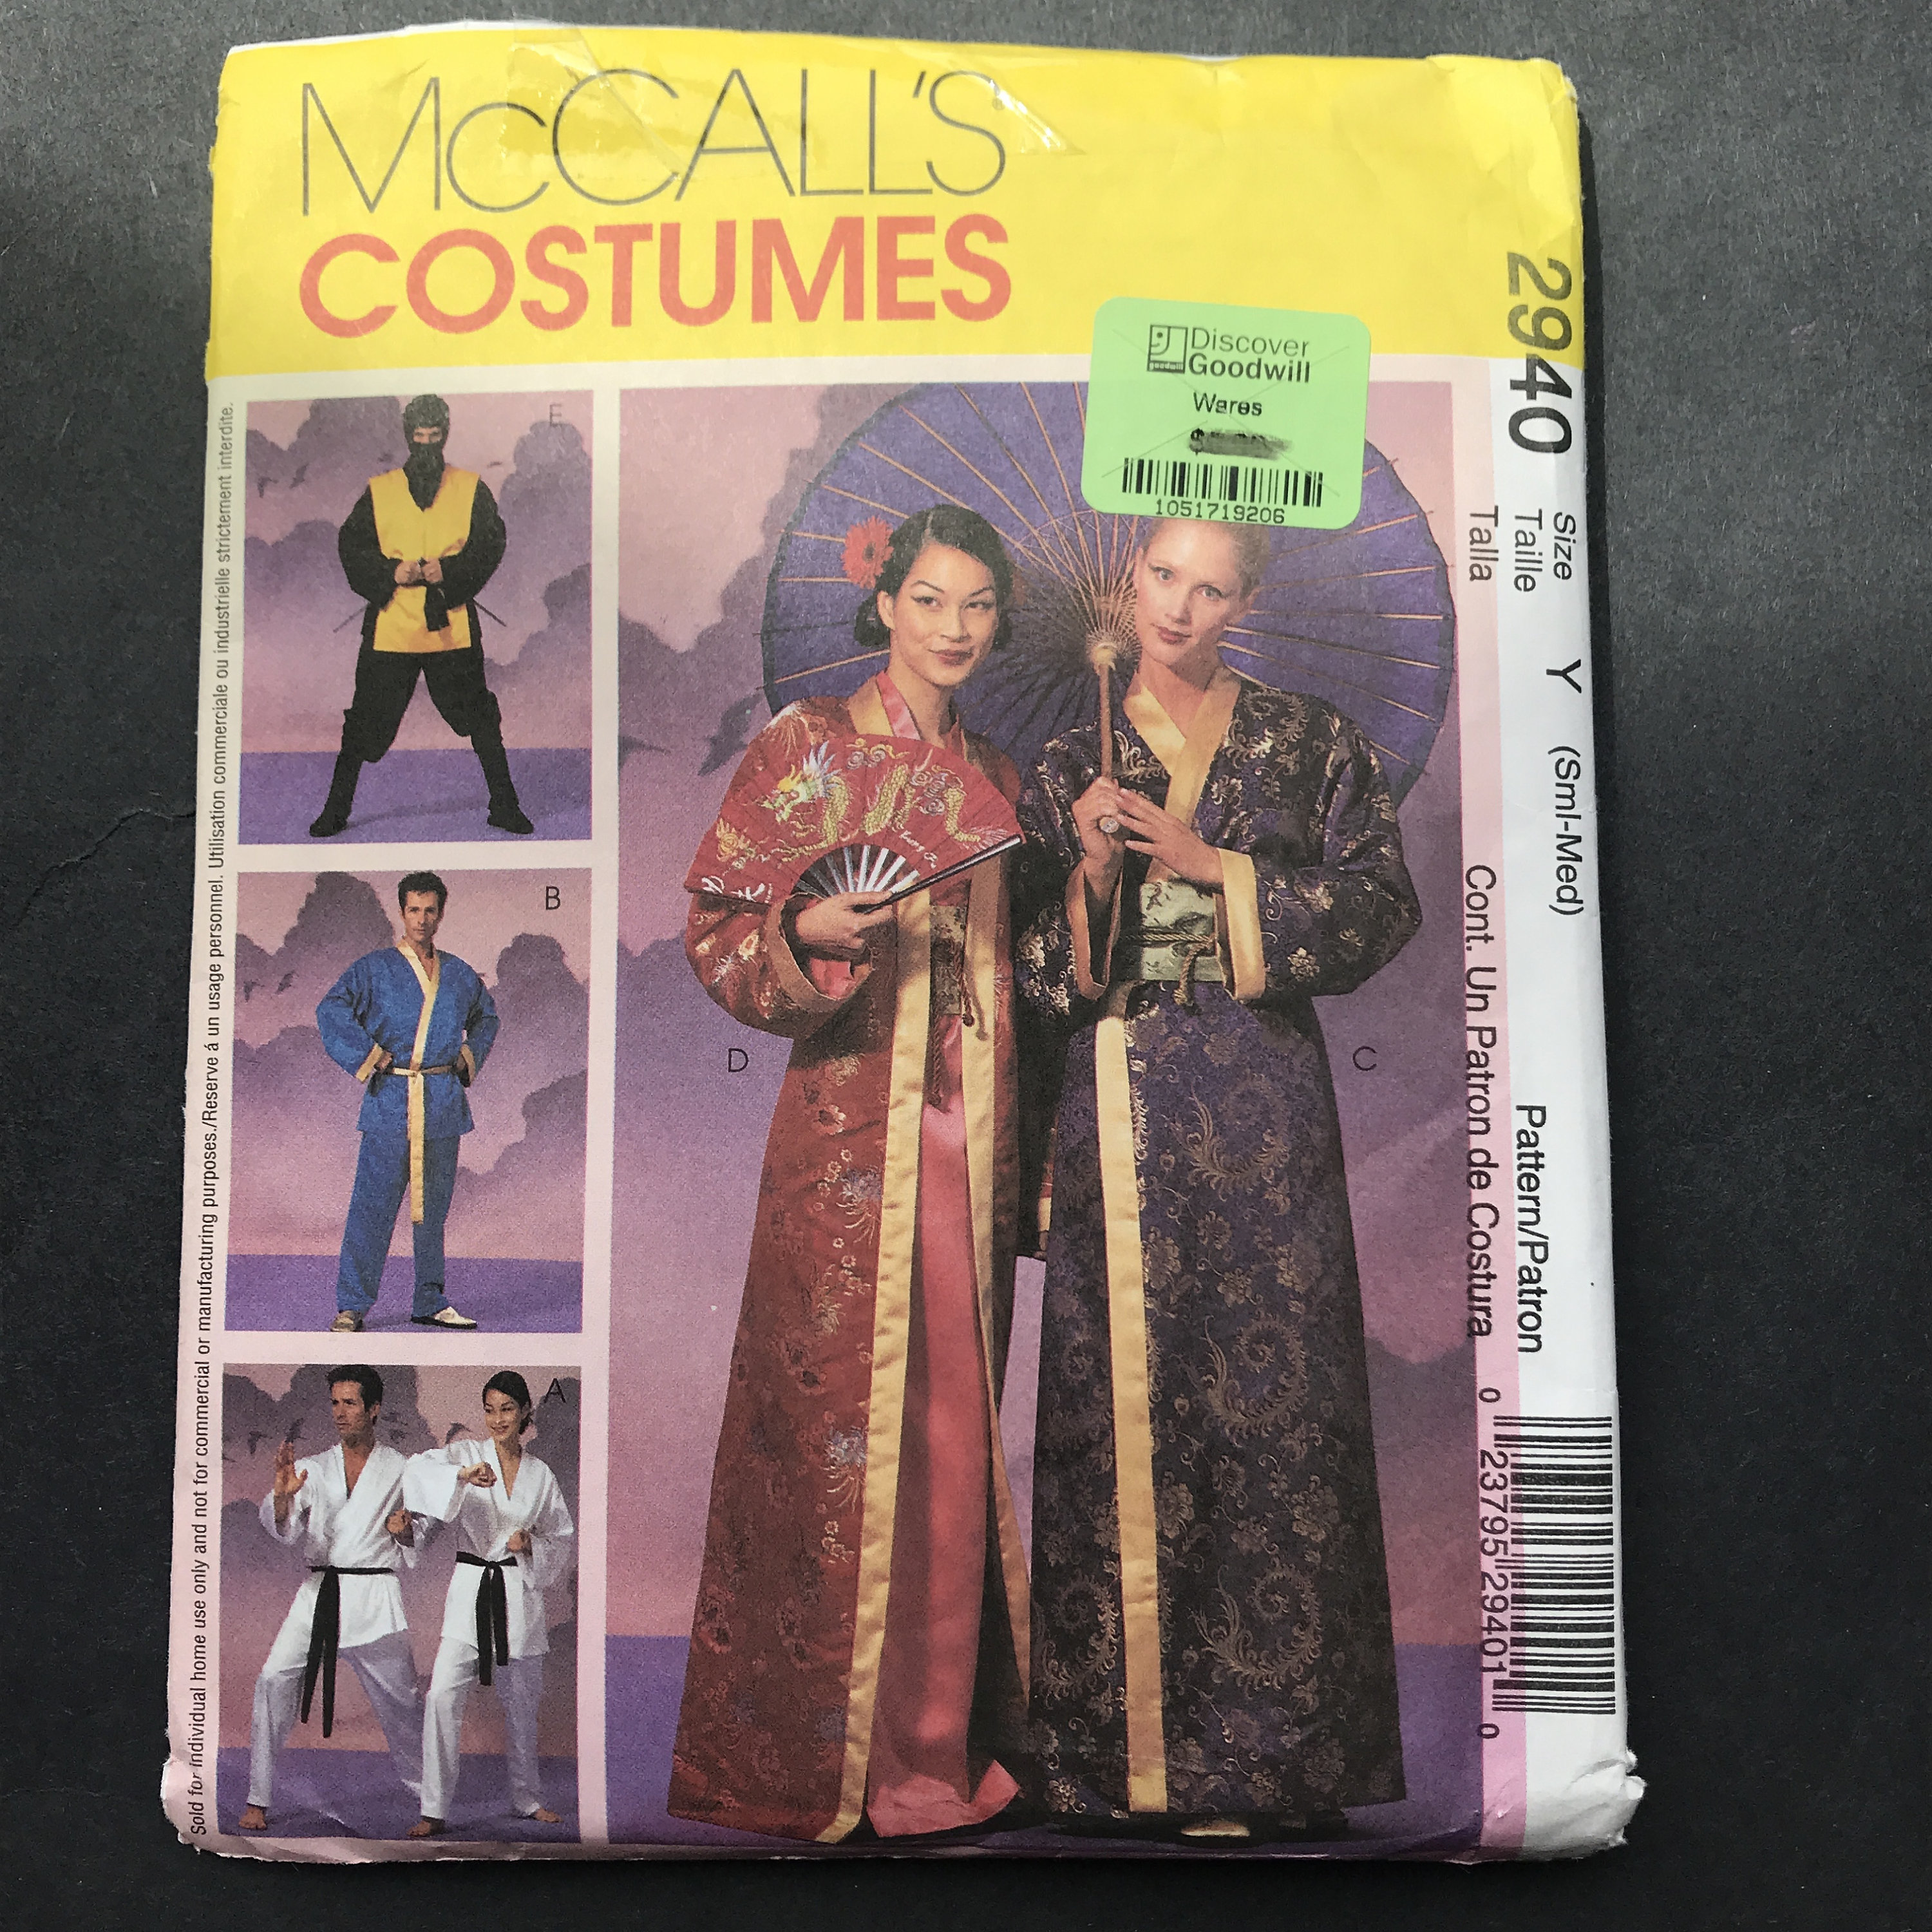 McCALL'S
COSTUMES
Discover
Goodwill
goodwill
Wares
1051719206
2940
Size
Taille
Talla
Y
(Sml-Med)
Pattern/Patron
Cont. Un Patron de Costura
0 23795 29401 0
E
B
A
D
C
Sold for individual home use only and not for commercial or manufacturing purposes./Reserve á un usage personnel. Utilisation commerciale ou industrielle strictement interdite.